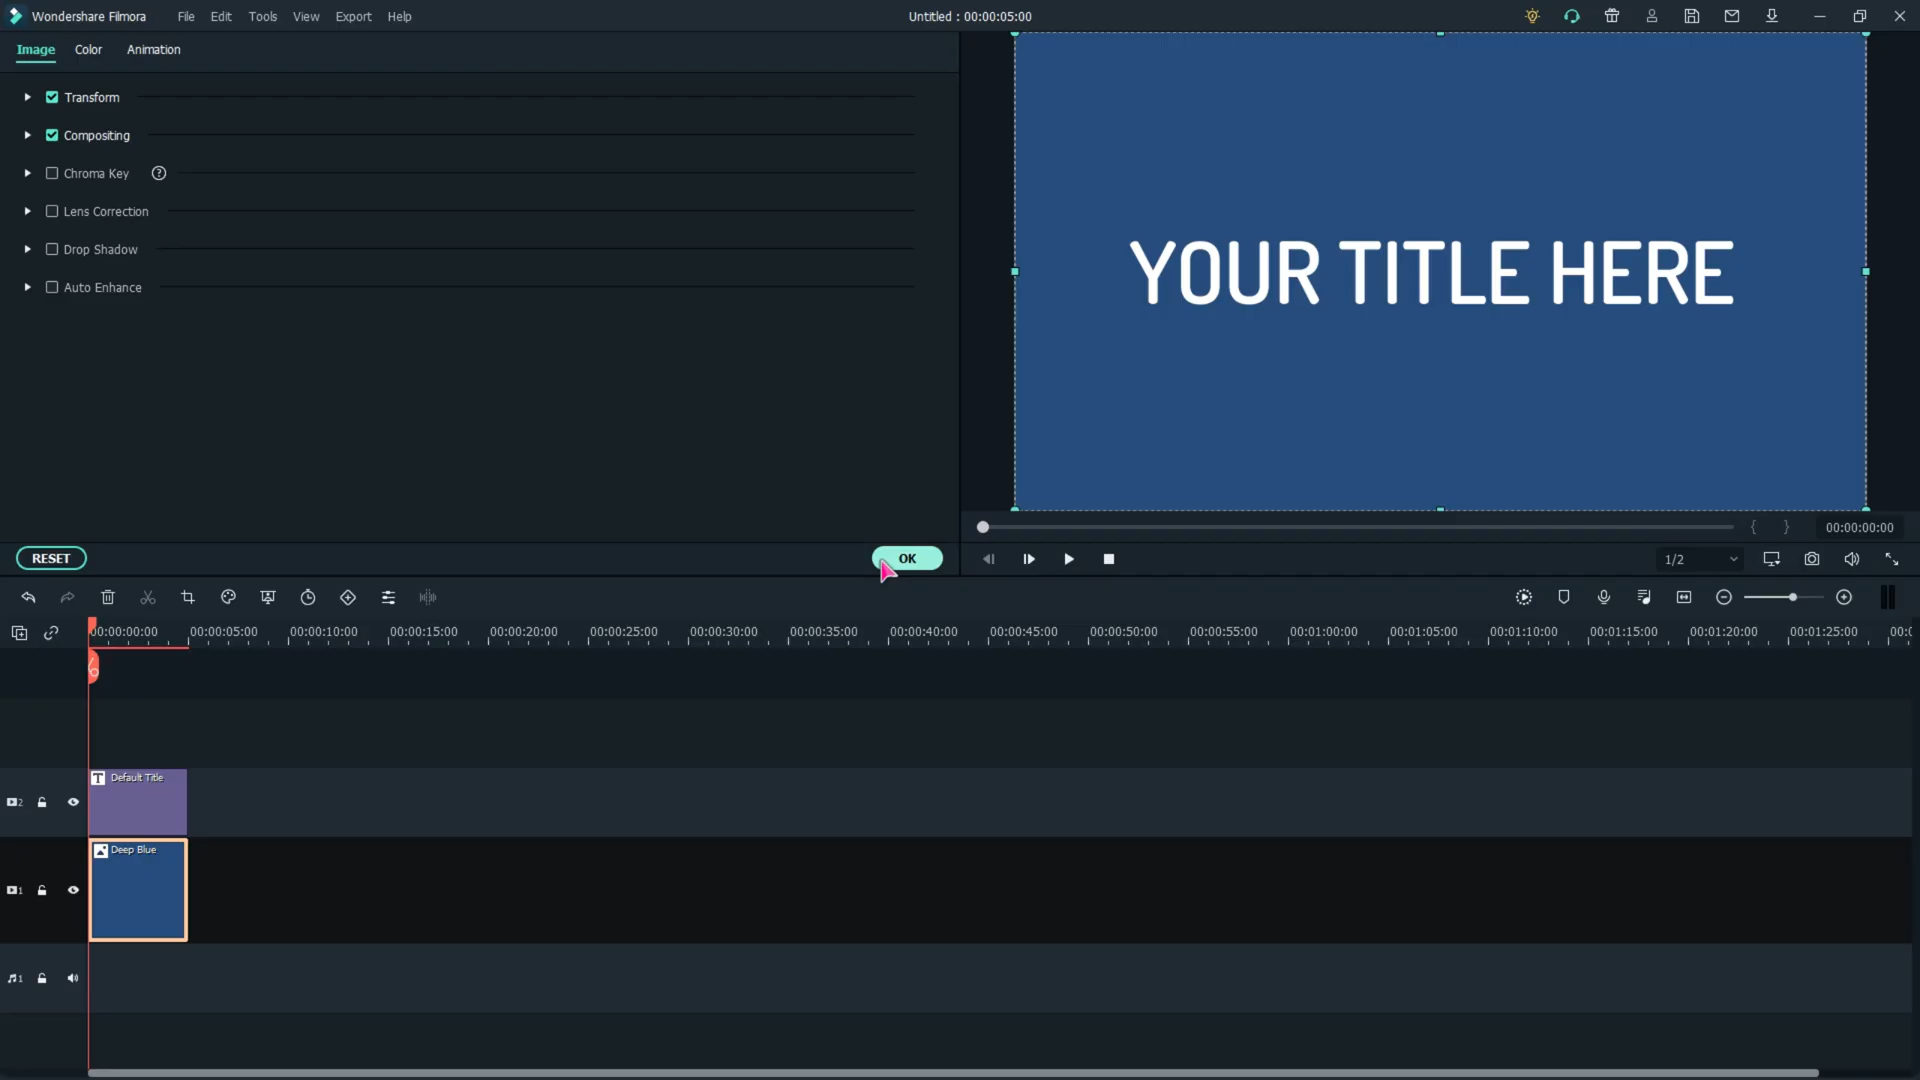 Wondershare Filmora File Edit Tools View Export Help Untitled : 00:00:05:00
Image Color Animation
Transform
Compositing
Chroma Key ?
Lens Correction
Drop Shadow
Auto Enhance
YOUR TITLE HERE
{ } 00:00:00:00
RESET OK 1/2
00:00:00:00 00:00:05:00 00:00:10:00 00:00:15:00 00:00:20:00 00:00:25:00 00:00:30:00 00:00:35:00 00:00:40:00 00:00:45:00 00:00:50:00 00:00:55:00 00:01:00:00 00:01:05:00 00:01:10:00 00:01:15:00 00:01:20:00 00:01:25:00 00:0
T Default Title
2
Deep Blue
1
1